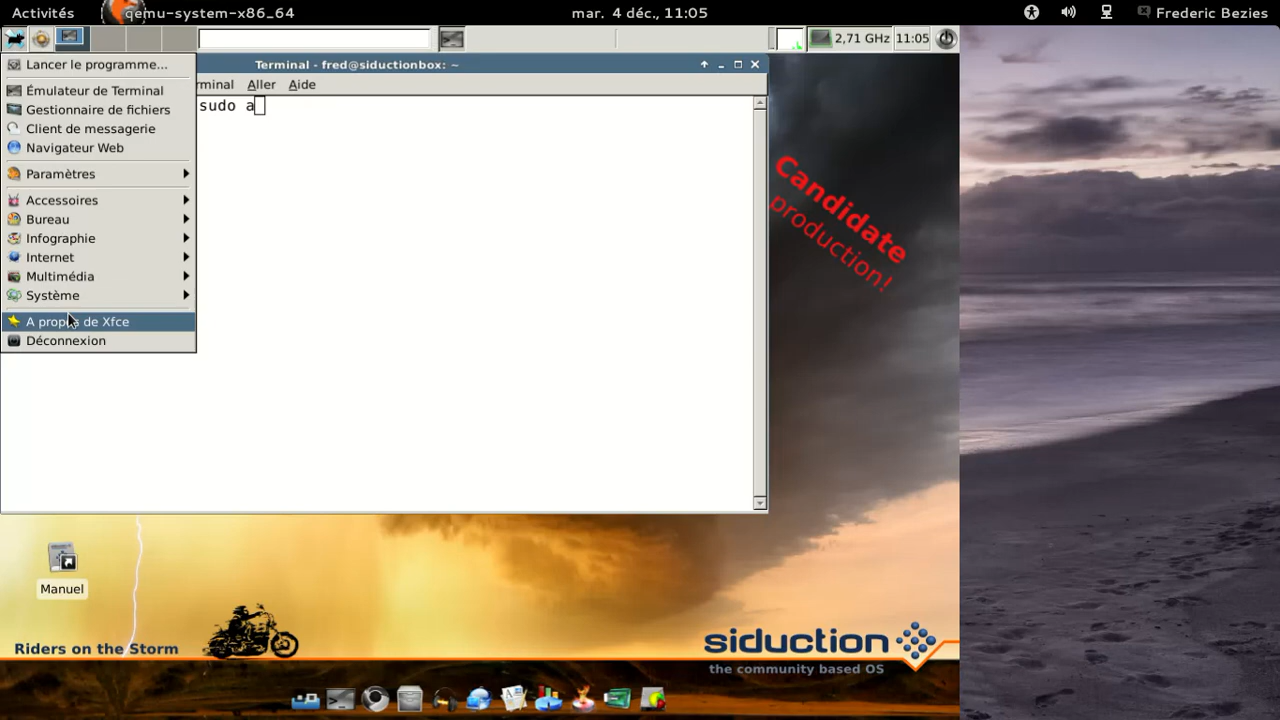 Activités
qemu-system-x86_64
mar. 4 déc., 11:05
Frederic Bezies
2,71 GHz
11:05
Lancer le programme...
Émulateur de Terminal
Gestionnaire de fichiers
Client de messagerie
Navigateur Web
Paramètres
Accessoires
Bureau
Infographie
Internet
Multimédia
Système
A propos de Xfce
Déconnexion
Terminal - fred@siductionbox: ~
rminal Aller Aide
sudo a
Candidate
production!
Manuel
Riders on the Storm
siduction
the community based OS